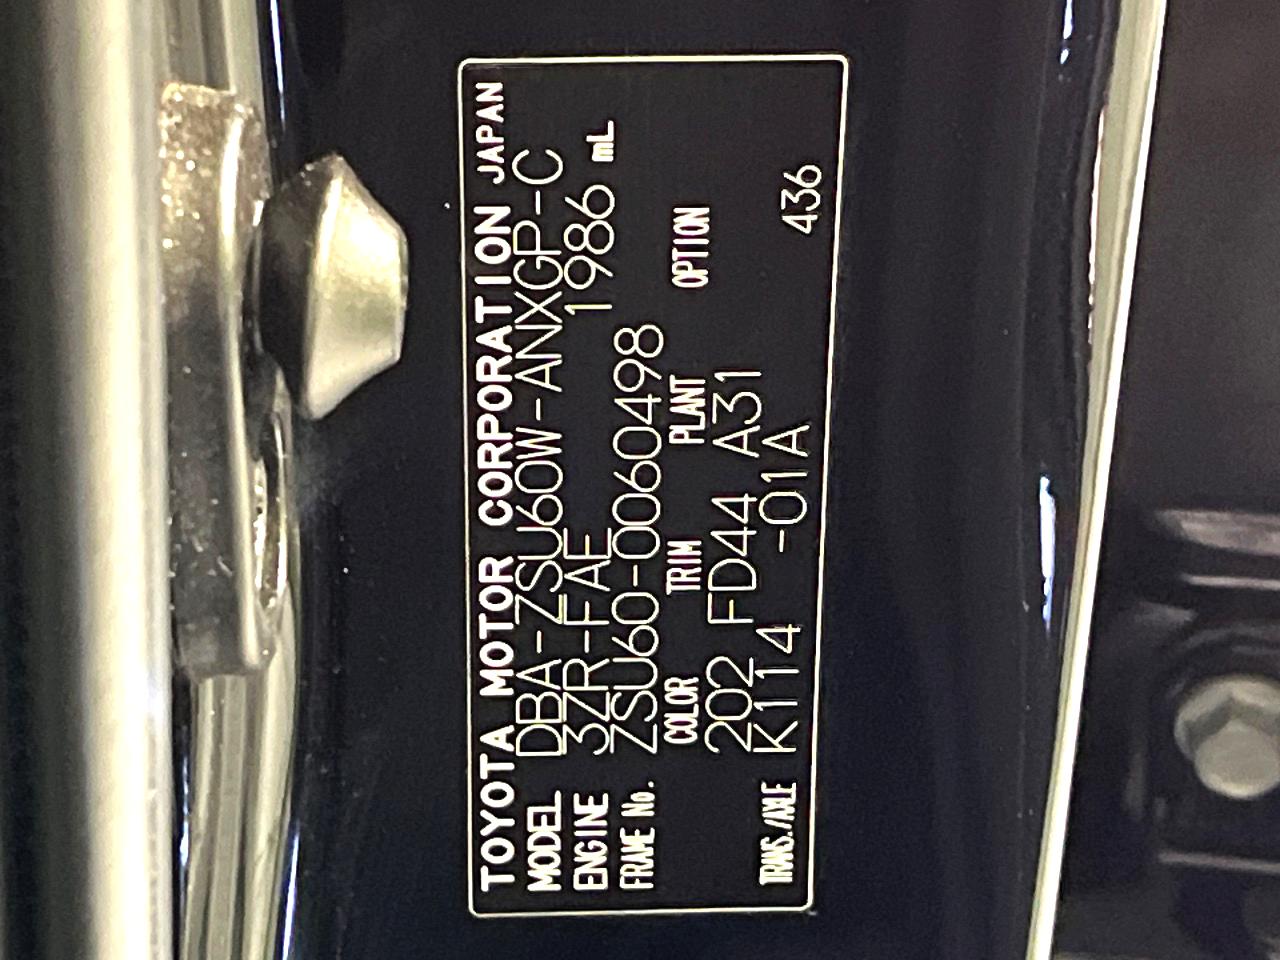 TOYOTA MOTOR CORPORATION JAPAN
MODEL DBA-ZSU60W-ANXGP-C
ENGINE 3ZR-FAE 1986 mL
FRAME No. ZSU60-0060498
COLOR TRIM PLANT OPTION
202 FD44 A31
TRANS./AXLE K114 -01A 436